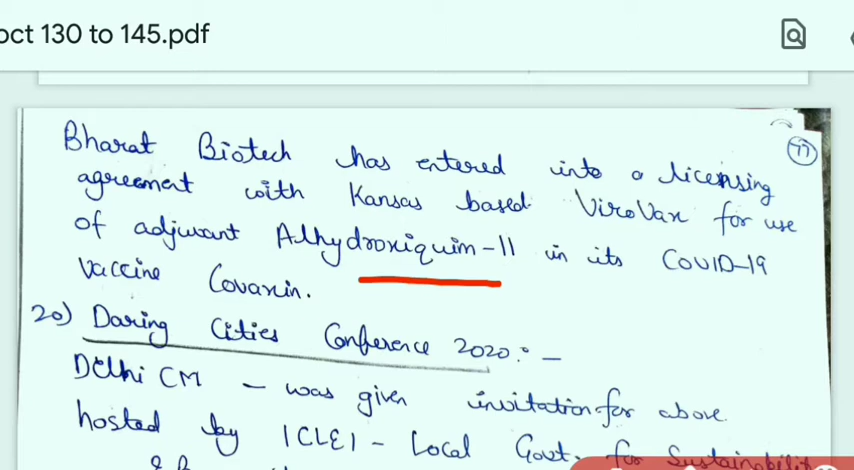 oct 130 to 145.pdf
77
Bharat Biotech has entered into a licensing
agreement with Kansas based ViroVax for use
of adjuvant Alhydroxiquim-II in its COVID-19
vaccine Covaxin.
20) Daring Cities Conference 2020:-
Delhi CM - was given invitation for above
hosted by ICLEI - Local Govt. for Sustainability